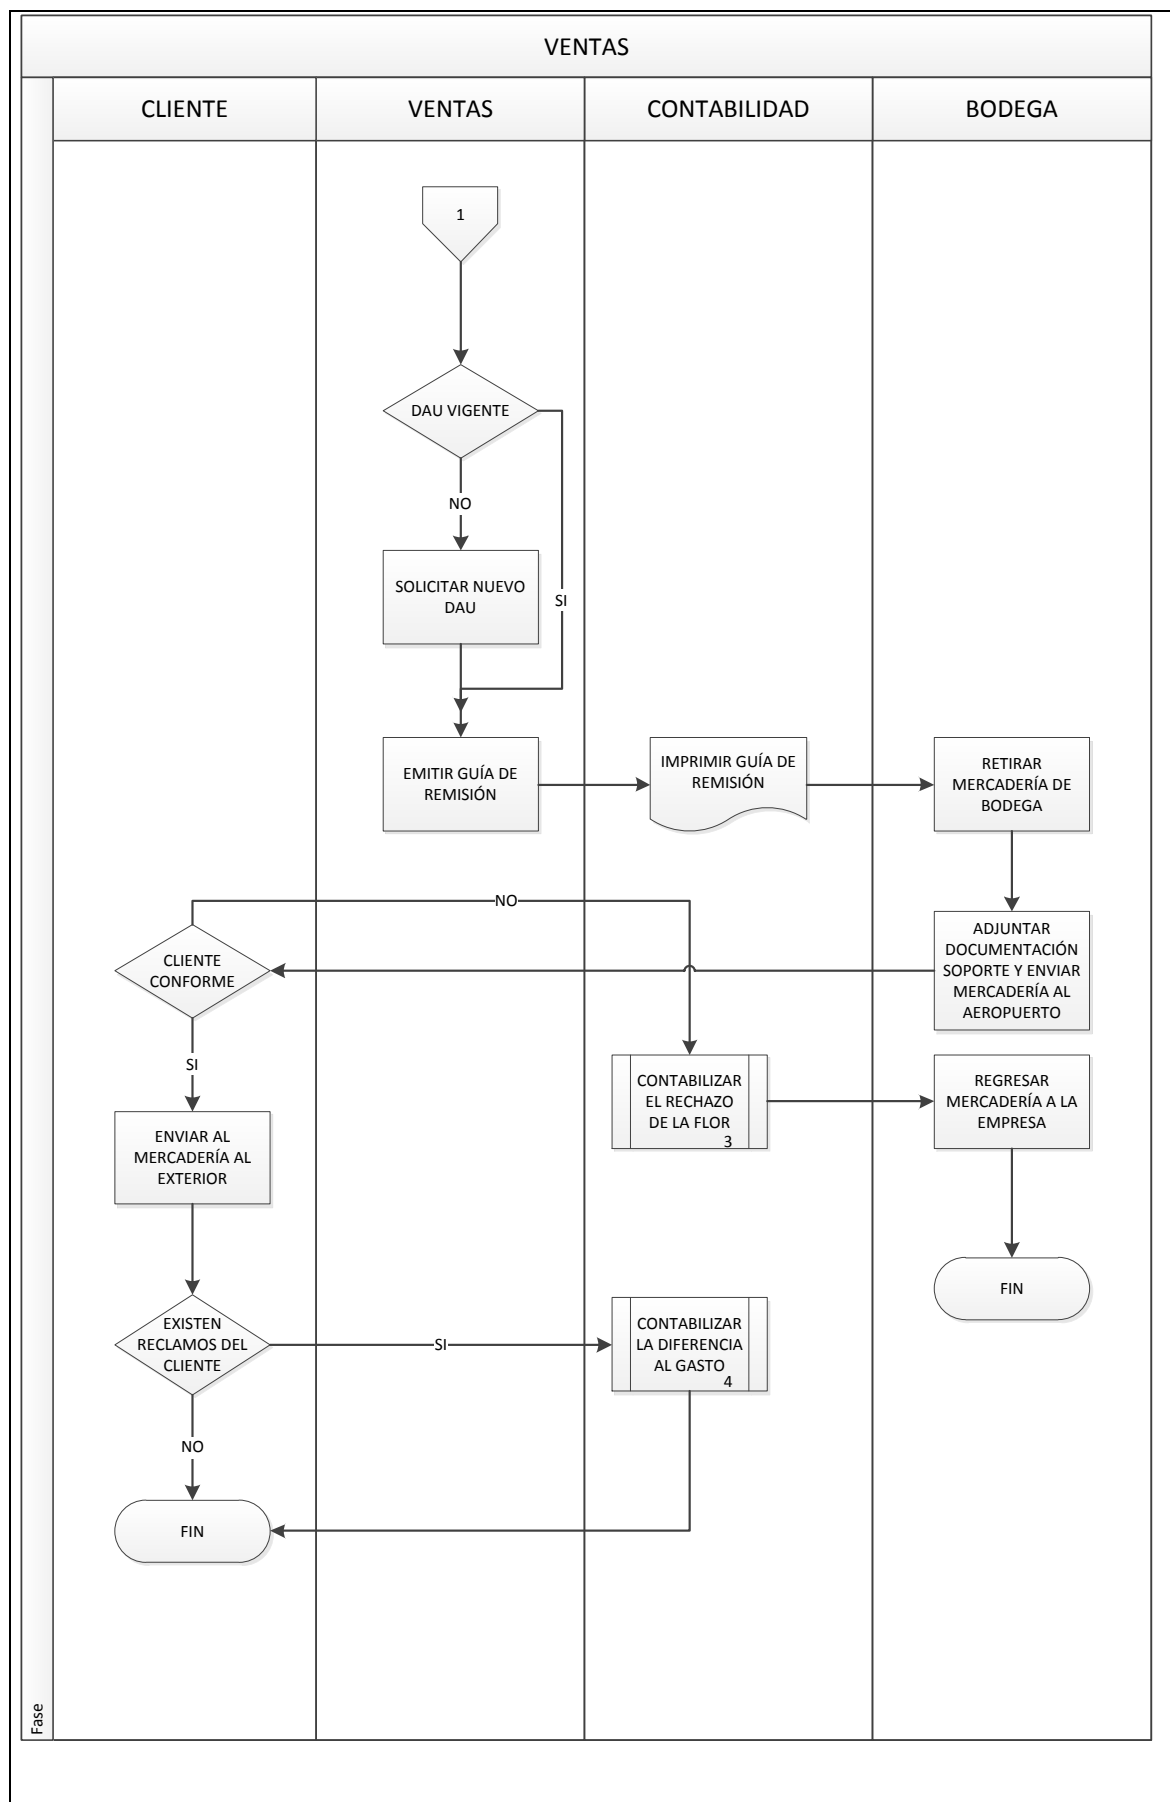 VENTAS
CLIENTE
VENTAS
CONTABILIDAD
BODEGA
1
DAU VIGENTE
NO
SOLICITAR NUEVO
DAU
SI
EMITIR GUÍA DE
REMISIÓN
IMPRIMIR GUÍA DE
REMISIÓN
RETIRAR
MERCADERÍA DE
BODEGA
NO
CLIENTE
CONFORME
ADJUNTAR
DOCUMENTACIÓN
SOPORTE Y ENVIAR
MERCADERÍA AL
AEROPUERTO
SI
CONTABILIZAR
EL RECHAZO
DE LA FLOR
3
REGRESAR
MERCADERÍA A LA
EMPRESA
ENVIAR AL
MERCADERÍA AL
EXTERIOR
FIN
EXISTEN
RECLAMOS DEL
CLIENTE
SI
CONTABILIZAR
LA DIFERENCIA
AL GASTO
4
NO
FIN
Fase